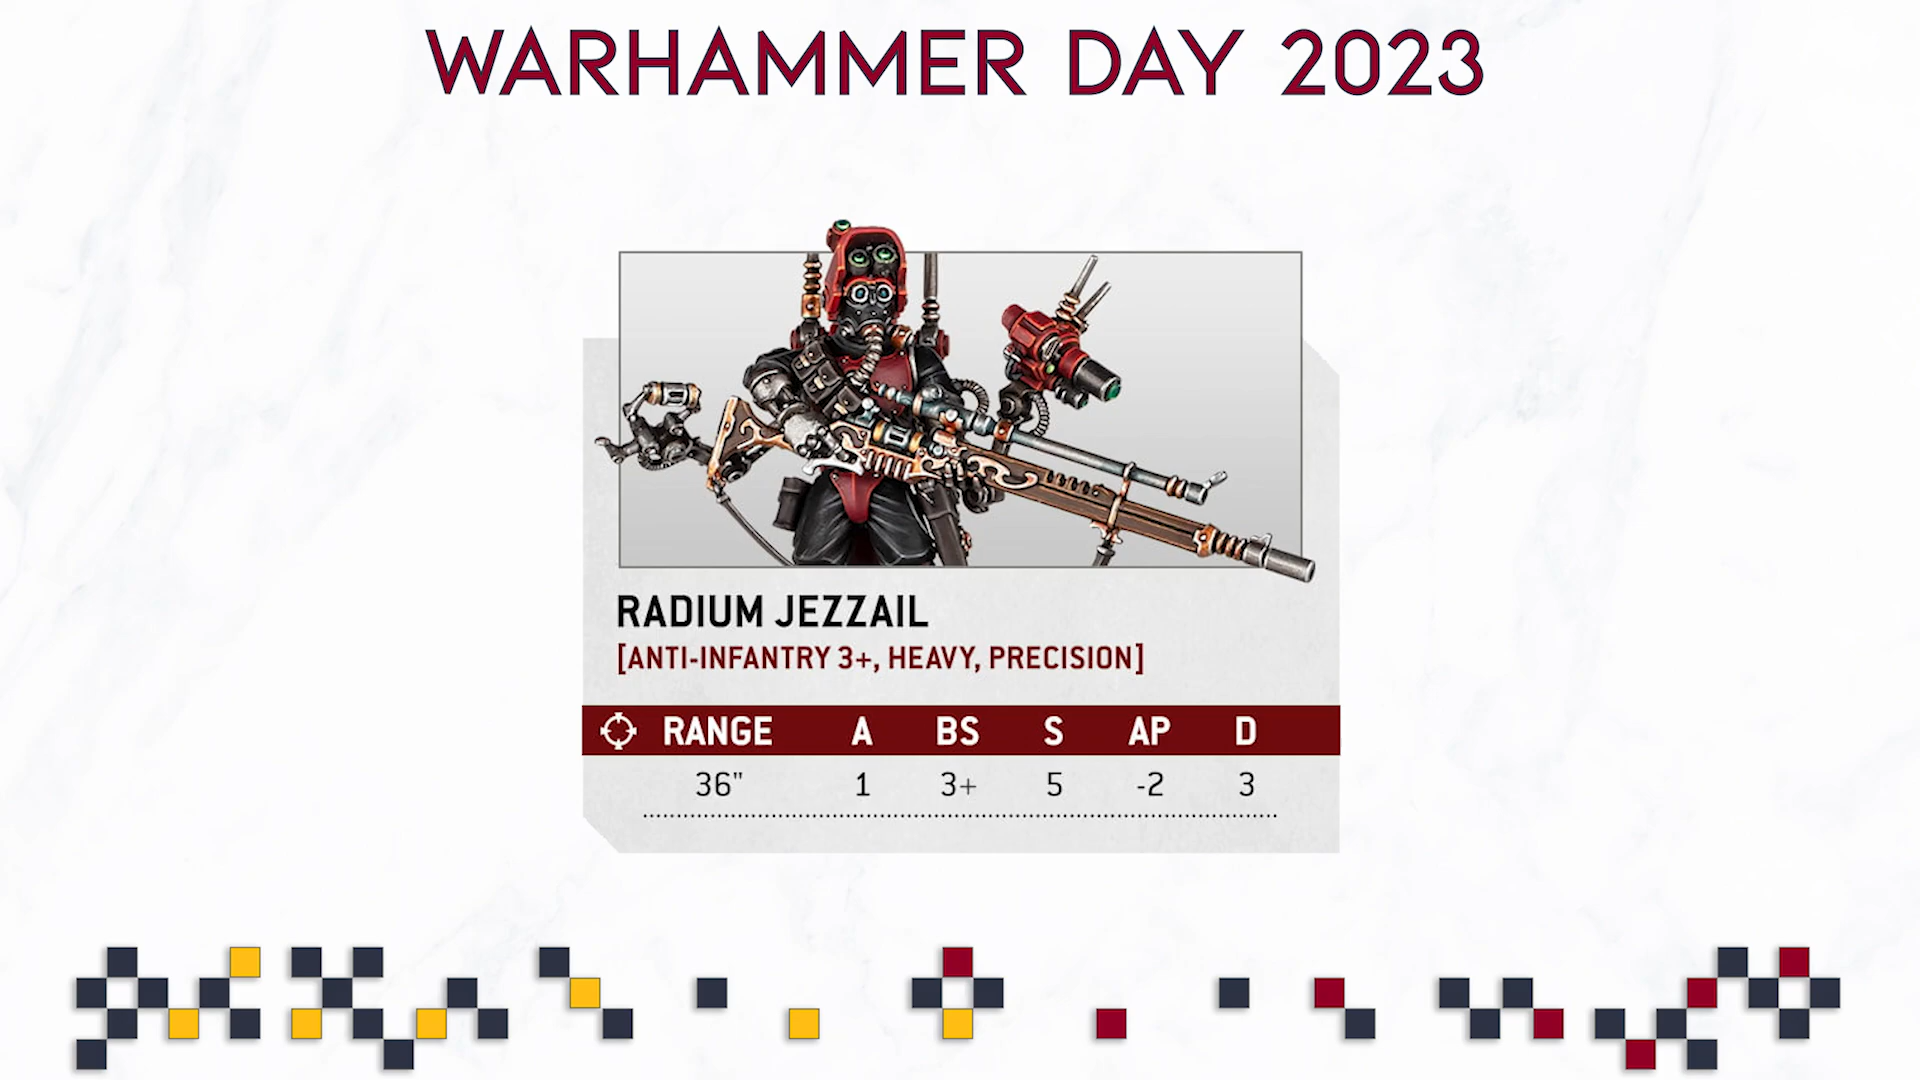 WARHAMMER DAY 2023
RADIUM JEZZAIL
[ANTI-INFANTRY 3+, HEAVY, PRECISION]
RANGE A BS S AP D
36" 1 3+ 5 -2 3